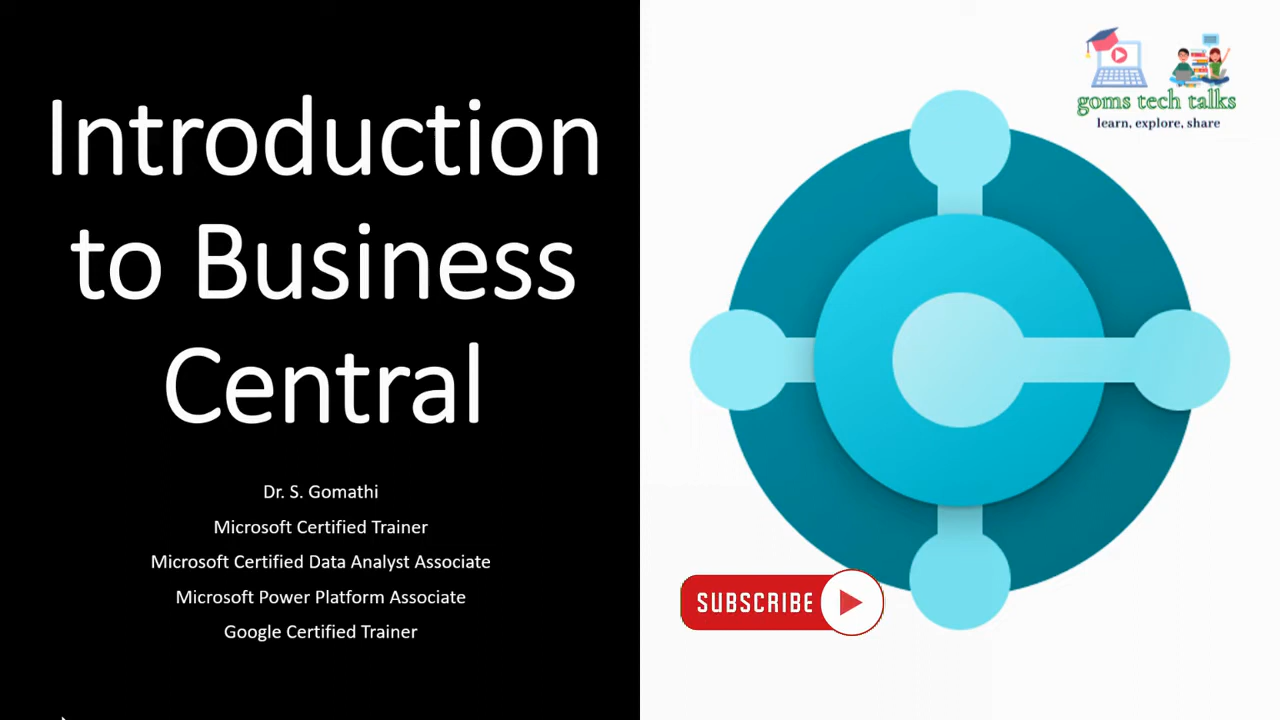 Introduction
to Business
Central
Dr. S. Gomathi
Microsoft Certified Trainer
Microsoft Certified Data Analyst Associate
Microsoft Power Platform Associate
Google Certified Trainer
goms tech talks
learn, explore, share
SUBSCRIBE